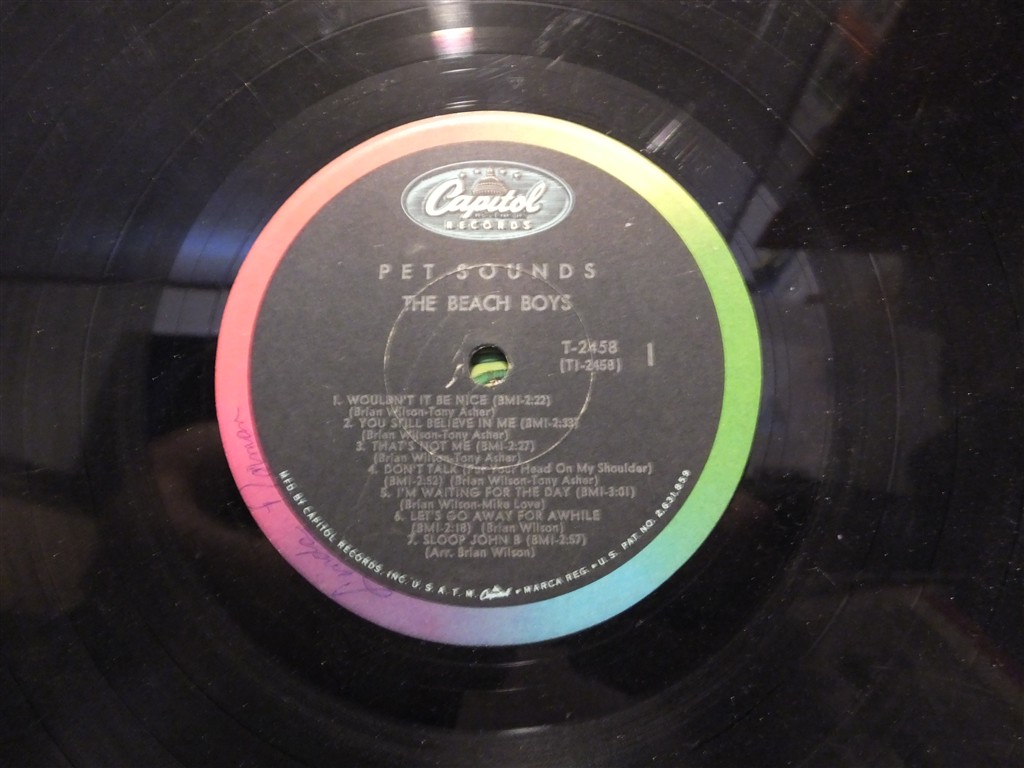 Capitol
RECORDS
PET SOUNDS
THE BEACH BOYS
T-2458
(T1-2458)
1
1. WOULDN'T IT BE NICE (BMI-2:22)
(Brian Wilson-Tony Asher)
2. YOU STILL BELIEVE IN ME (BMI-2:33)
(Brian Wilson-Tony Asher)
3. THAT'S NOT ME (BMI-2:27)
(Brian Wilson-Tony Asher)
4. DON'T TALK (Put Your Head On My Shoulder)
(BMI-2:52) (Brian Wilson-Tony Asher)
5. I'M WAITING FOR THE DAY (BMI-3:01)
(Brian Wilson-Mike Love)
6. LET'S GO AWAY FOR AWHILE
(BMI-2:18) (Brian Wilson)
7. SLOOP JOHN B (BMI-2:57)
(Arr. Brian Wilson)
MFD. BY CAPITOL RECORDS, INC. U.S.A. T.M. Capitol • MARCA REG. • U.S. PAT. NO. 2,631,859